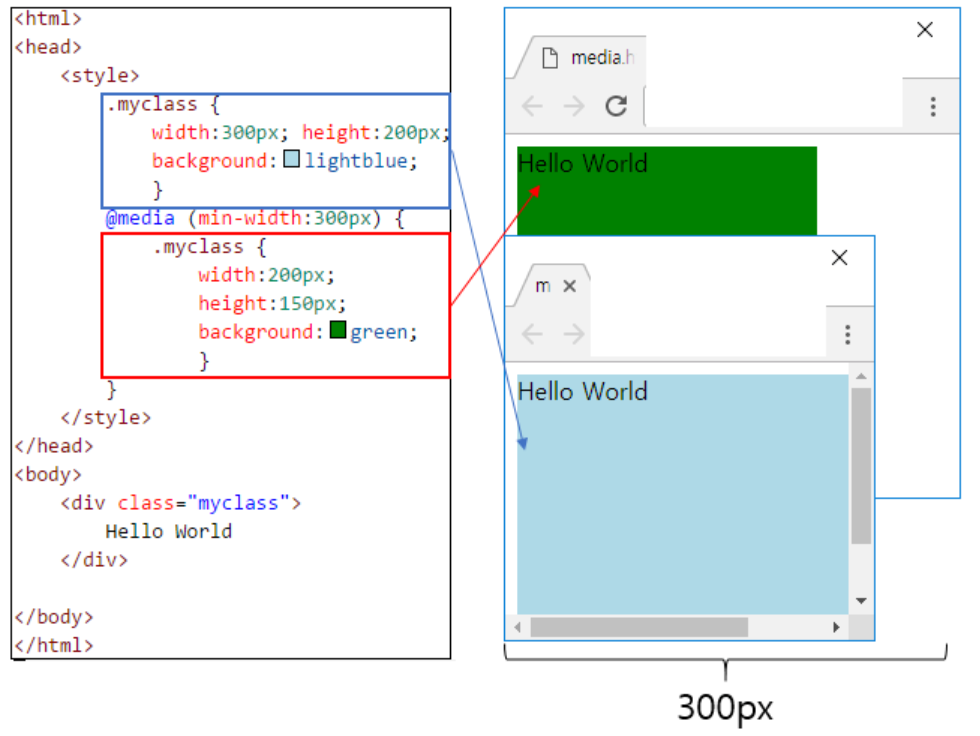 <html>
<head>
<style>
.myclass {
width:300px; height:200px;
background: lightblue;
}
@media (min-width:300px) {
.myclass {
width:200px;
height:150px;
background: green;
}
}
</style>
</head>
<body>
<div class="myclass">
Hello World
</div>
</body>
</html>
media.h
Hello World
m
Hello World
300px